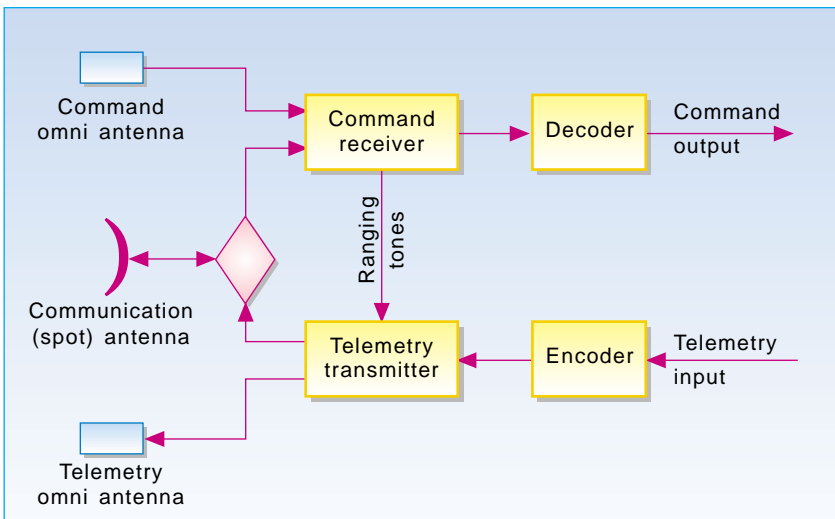 Command
omni antenna
Command
receiver
Decoder
Command
output
Ranging
tones
Communication
(spot) antenna
Telemetry
transmitter
Encoder
Telemetry
input
Telemetry
omni antenna